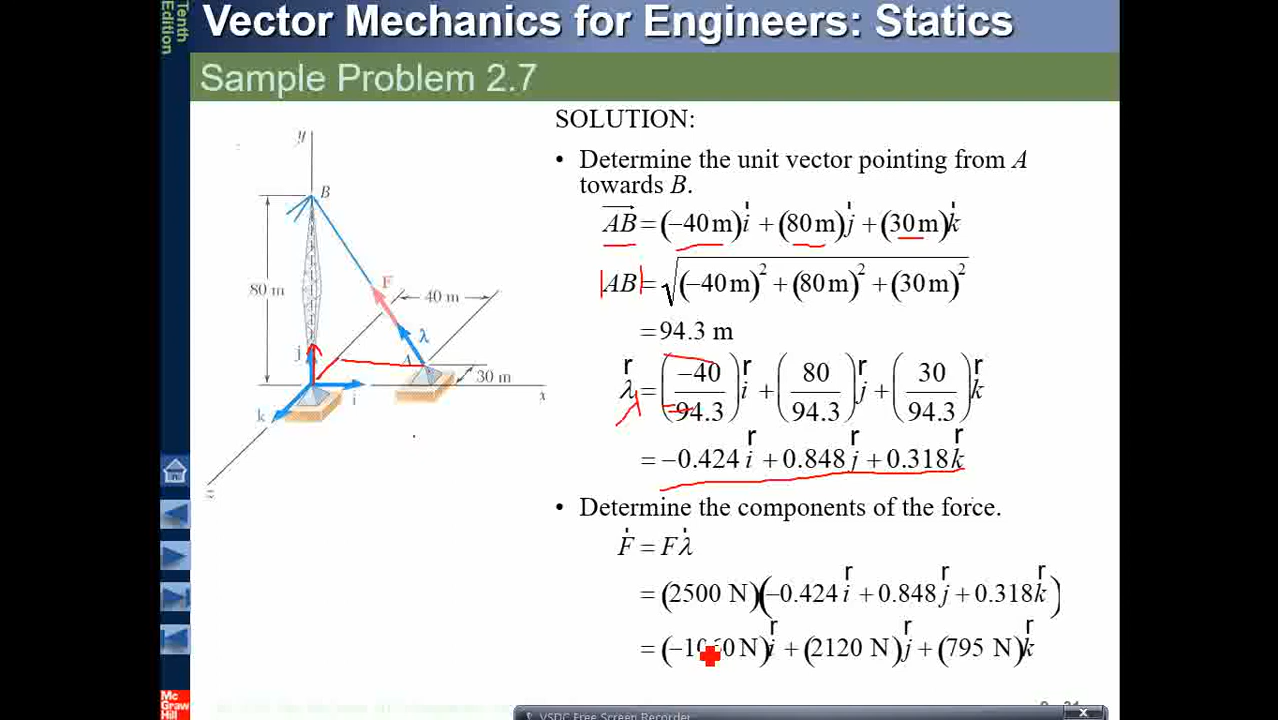 Vector Mechanics for Engineers: Statics
Tenth
Edition
Sample Problem 2.7
SOLUTION:
• Determine the unit vector pointing from A
towards B.
AB = (−40 m) i + (80 m) j + (30 m) k
|AB| = √((−40 m)² + (80 m)² + (30 m)²)
= 94.3 m
λ = (−40/94.3) i + (80/94.3) j + (30/94.3) k
= −0.424 i + 0.848 j + 0.318 k
• Determine the components of the force.
F = Fλ
= (2500 N)(−0.424 i + 0.848 j + 0.318 k)
= (−1060 N) i + (2120 N) j + (795 N) k
y
B
80 m
F
40 m
λ
j
A
30 m
i
x
k
z
Mc
Graw
Hill
VSDC Free Screen Recorder